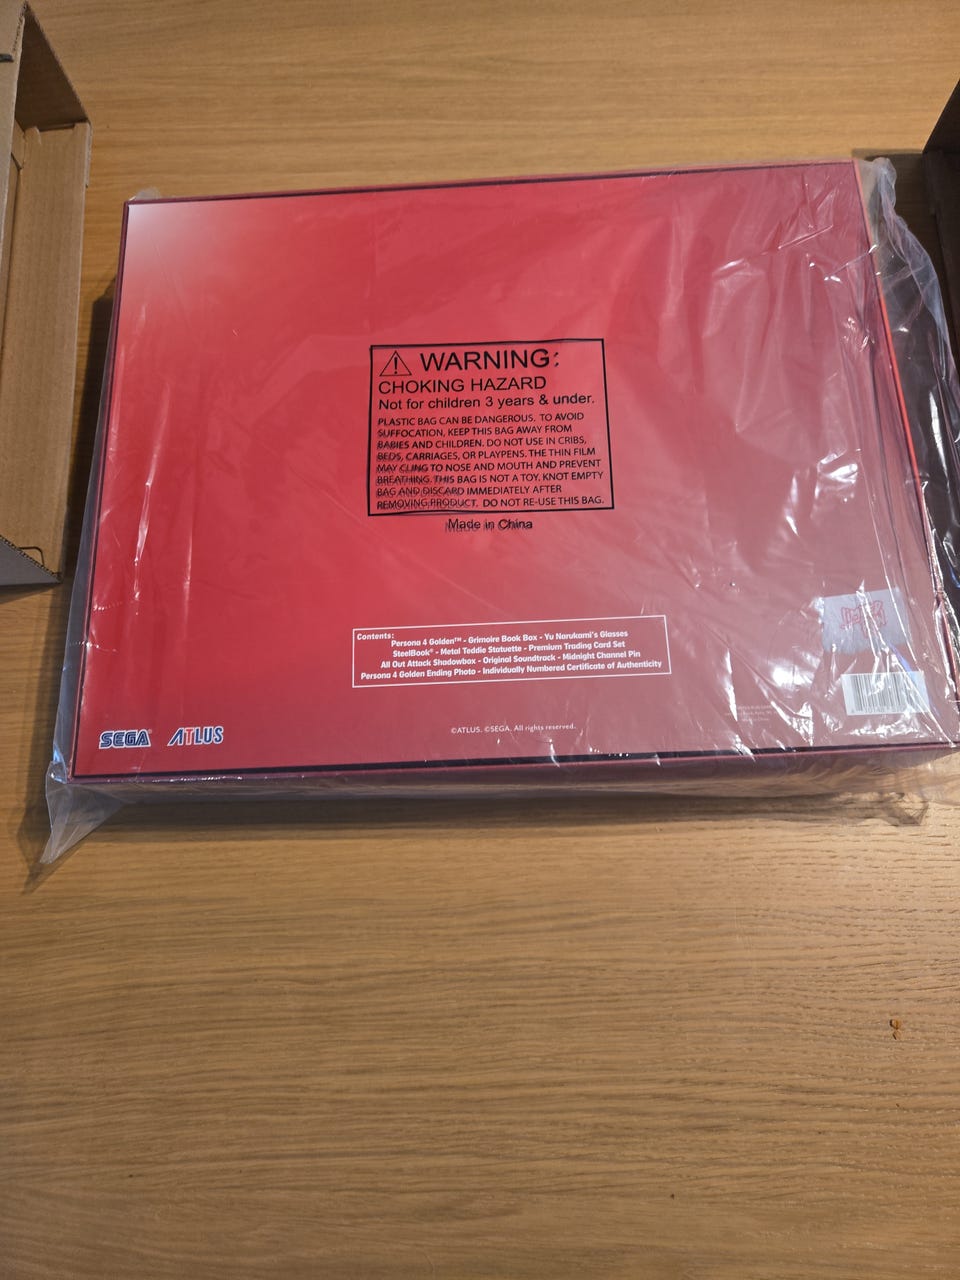 WARNING:
CHOKING HAZARD
Not for children 3 years & under.
PLASTIC BAG CAN BE DANGEROUS. TO AVOID
SUFFOCATION, KEEP THIS BAG AWAY FROM
BABIES AND CHILDREN. DO NOT USE IN CRIBS,
BEDS, CARRIAGES, OR PLAYPENS. THE THIN FILM
MAY CLING TO NOSE AND MOUTH AND PREVENT
BREATHING. THIS BAG IS NOT A TOY. KNOT EMPTY
BAG AND DISCARD IMMEDIATELY AFTER
REMOVING PRODUCT. DO NOT RE-USE THIS BAG.
Made in China
Contents:
Persona 4 Golden™ - Grimoire Book Box - Yu Narukami's Glasses
SteelBook® - Metal Teddie Statuette - Premium Trading Card Set
All Out Attack Shadowbox - Original Soundtrack - Midnight Channel Pin
Persona 4 Golden Ending Photo - Individually Numbered Certificate of Authenticity
SEGA ATLUS
©ATLUS. ©SEGA. All rights reserved.